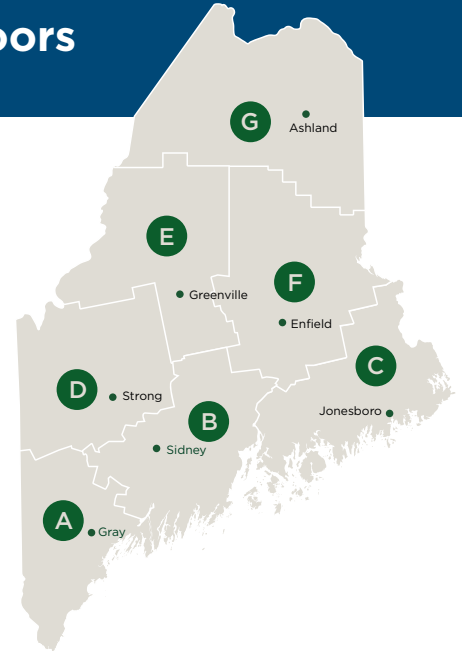 oors
G
Ashland
E
Greenville
F
Enfield
C
Jonesboro
D
Strong
B
Sidney
A
Gray